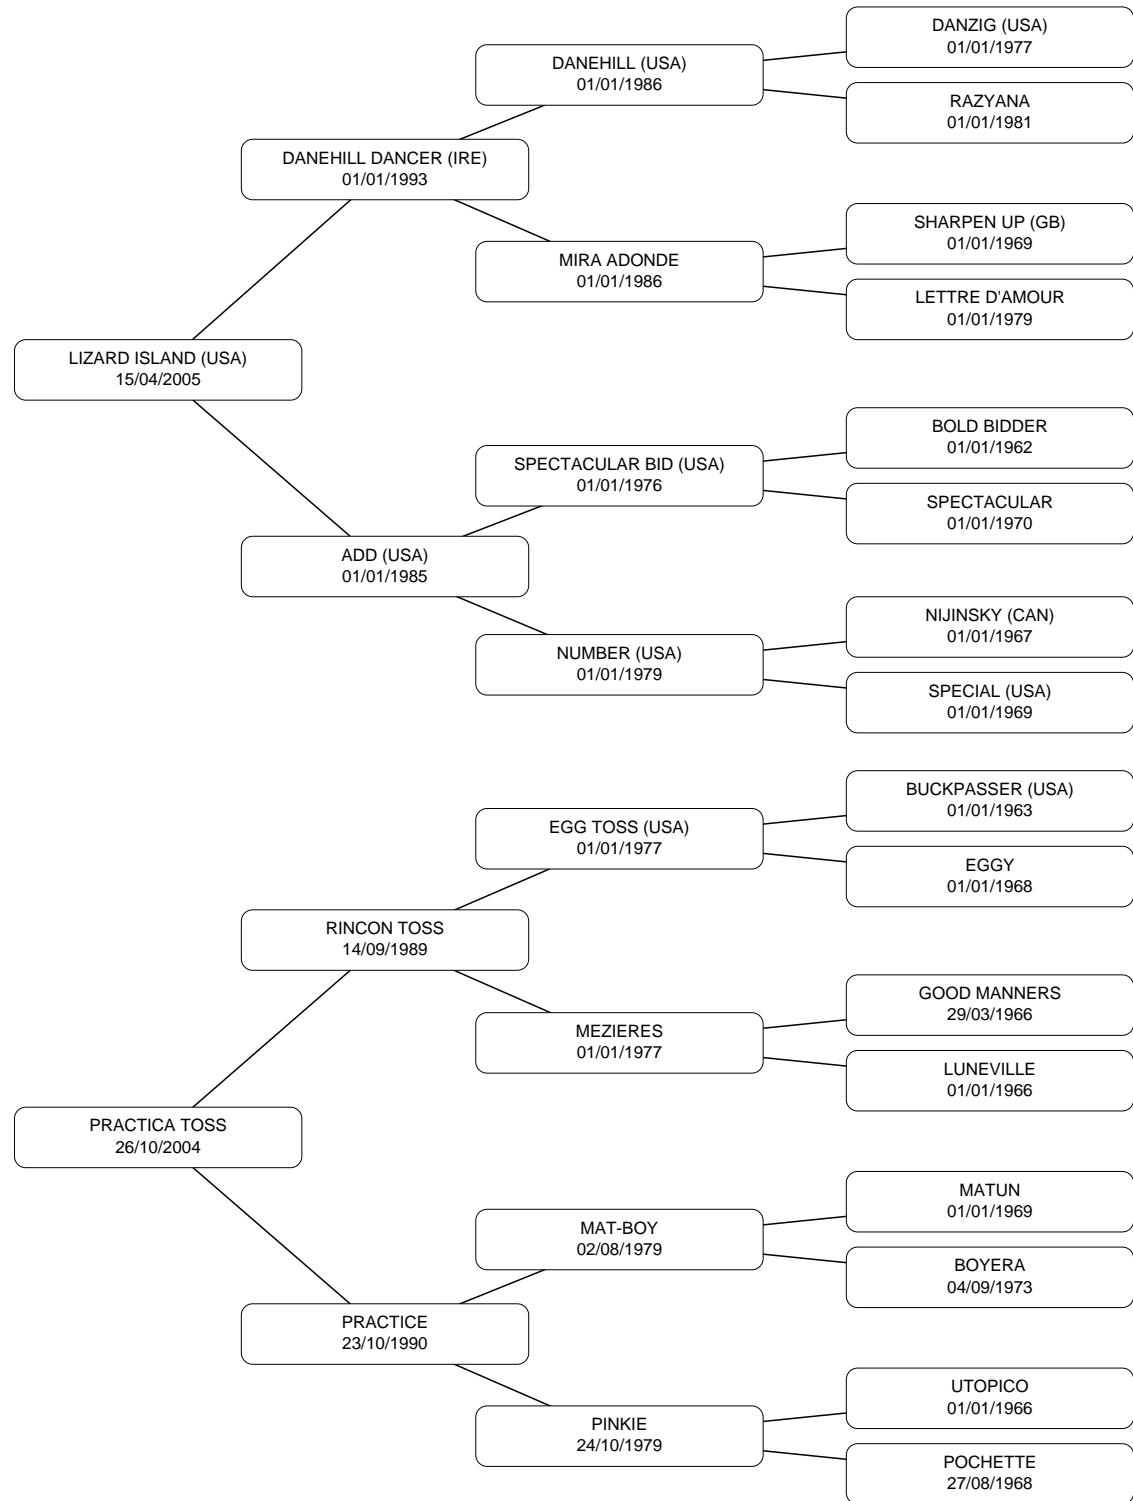 DANZIG (USA)
01/01/1977
DANEHILL (USA)
01/01/1986
RAZYANA
01/01/1981
DANEHILL DANCER (IRE)
01/01/1993
SHARPEN UP (GB)
01/01/1969
MIRA ADONDE
01/01/1986
LETTRE D'AMOUR
01/01/1979
LIZARD ISLAND (USA)
15/04/2005
BOLD BIDDER
01/01/1962
SPECTACULAR BID (USA)
01/01/1976
SPECTACULAR
01/01/1970
ADD (USA)
01/01/1985
NIJINSKY (CAN)
01/01/1967
NUMBER (USA)
01/01/1979
SPECIAL (USA)
01/01/1969
BUCKPASSER (USA)
01/01/1963
EGG TOSS (USA)
01/01/1977
EGGY
01/01/1968
RINCON TOSS
14/09/1989
GOOD MANNERS
29/03/1966
MEZIERES
01/01/1977
LUNEVILLE
01/01/1966
PRACTICA TOSS
26/10/2004
MATUN
01/01/1969
MAT-BOY
02/08/1979
BOYERA
04/09/1973
PRACTICE
23/10/1990
UTOPICO
01/01/1966
PINKIE
24/10/1979
POCHETTE
27/08/1968